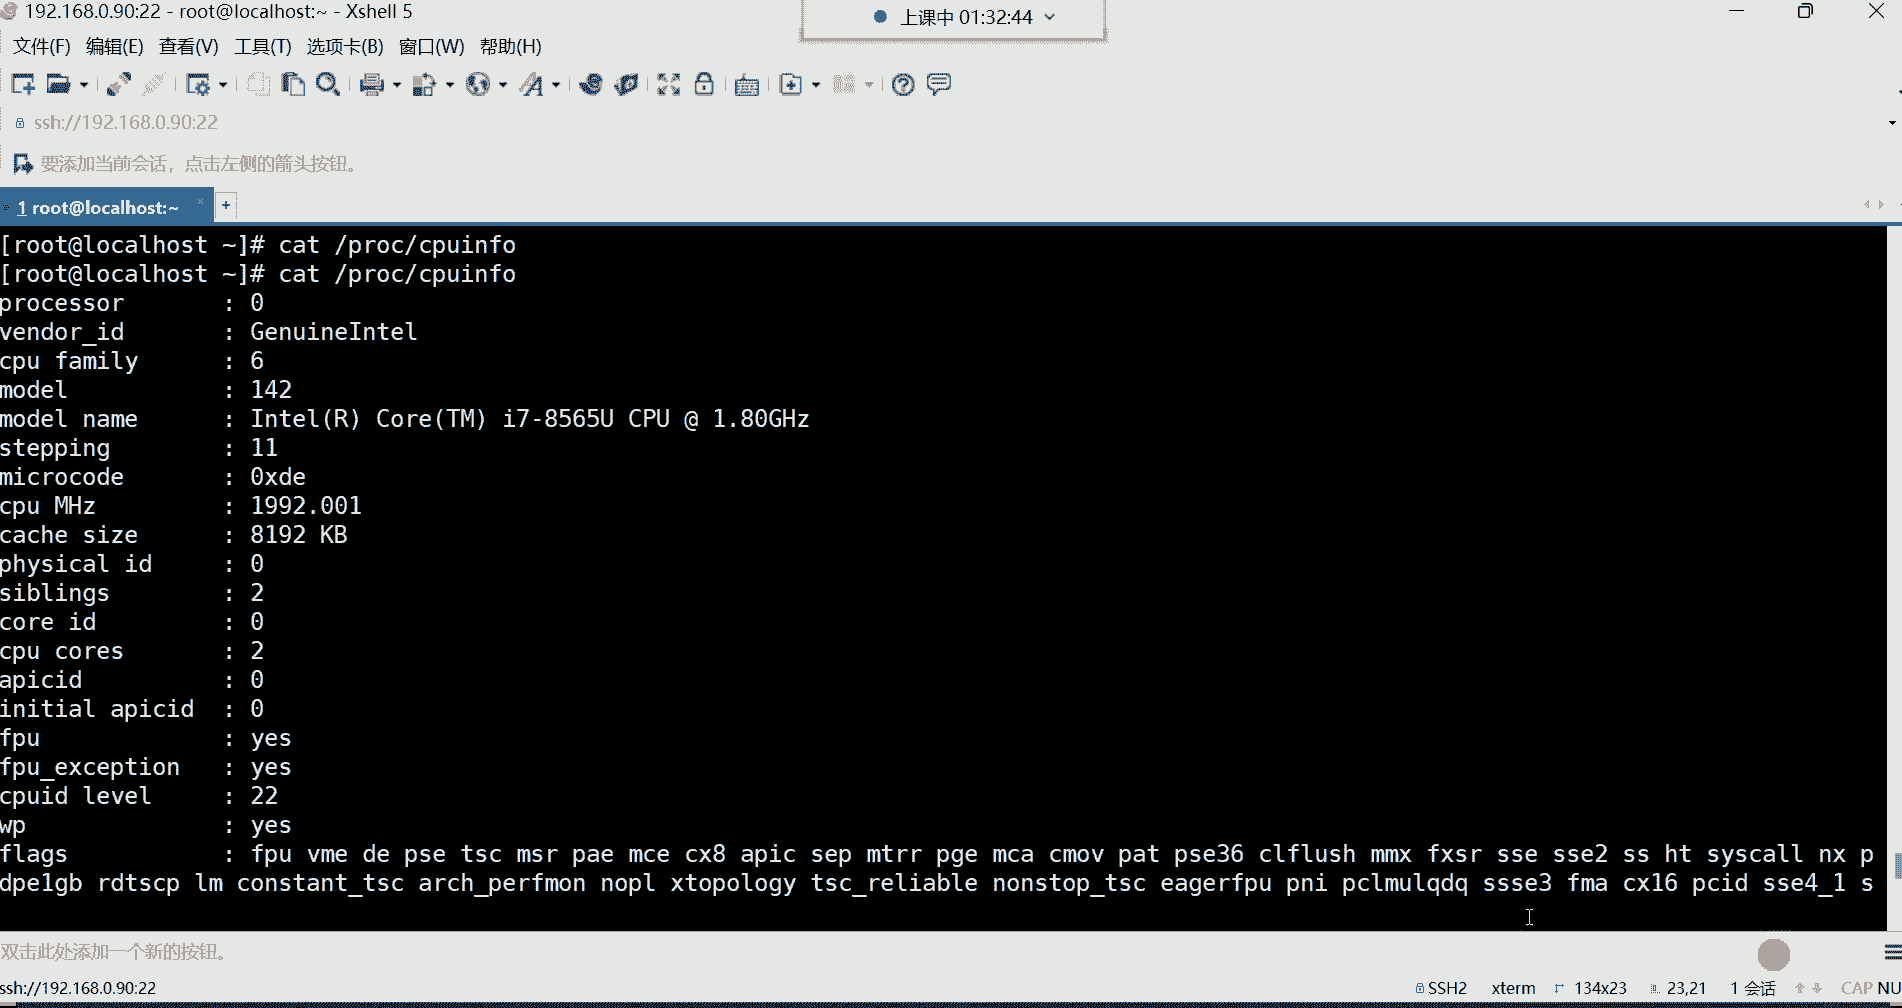 192.168.0.90:22 - root@localhost:~ - Xshell 5
上课中 01:32:44
文件(F) 编辑(E) 查看(V) 工具(T) 选项卡(B) 窗口(W) 帮助(H)
ssh://192.168.0.90:22
要添加当前会话，点击左侧的箭头按钮。
1 root@localhost:~
[root@localhost ~]# cat /proc/cpuinfo
[root@localhost ~]# cat /proc/cpuinfo
processor : 0
vendor_id : GenuineIntel
cpu family : 6
model : 142
model name : Intel(R) Core(TM) i7-8565U CPU @ 1.80GHz
stepping : 11
microcode : 0xde
cpu MHz : 1992.001
cache size : 8192 KB
physical id : 0
siblings : 2
core id : 0
cpu cores : 2
apicid : 0
initial apicid : 0
fpu : yes
fpu_exception : yes
cpuid level : 22
wp : yes
flags : fpu vme de pse tsc msr pae mce cx8 apic sep mtrr pge mca cmov pat pse36 clflush mmx fxsr sse sse2 ss ht syscall nx p
dpe1gb rdtscp lm constant_tsc arch_perfmon nopl xtopology tsc_reliable nonstop_tsc eagerfpu pni pclmulqdq ssse3 fma cx16 pcid sse4_1 s
双击此处添加一个新的按钮。
ssh://192.168.0.90:22 SSH2 xterm 134x23 23,21 1 会话 CAP NU